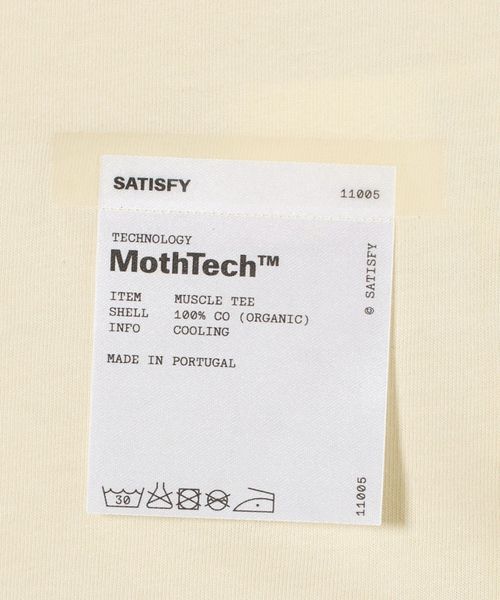 SATISFY
11005
TECHNOLOGY
MothTech™
ITEM MUSCLE TEE
SHELL 100% CO (ORGANIC)
INFO COOLING
MADE IN PORTUGAL
© SATISFY
30
11005